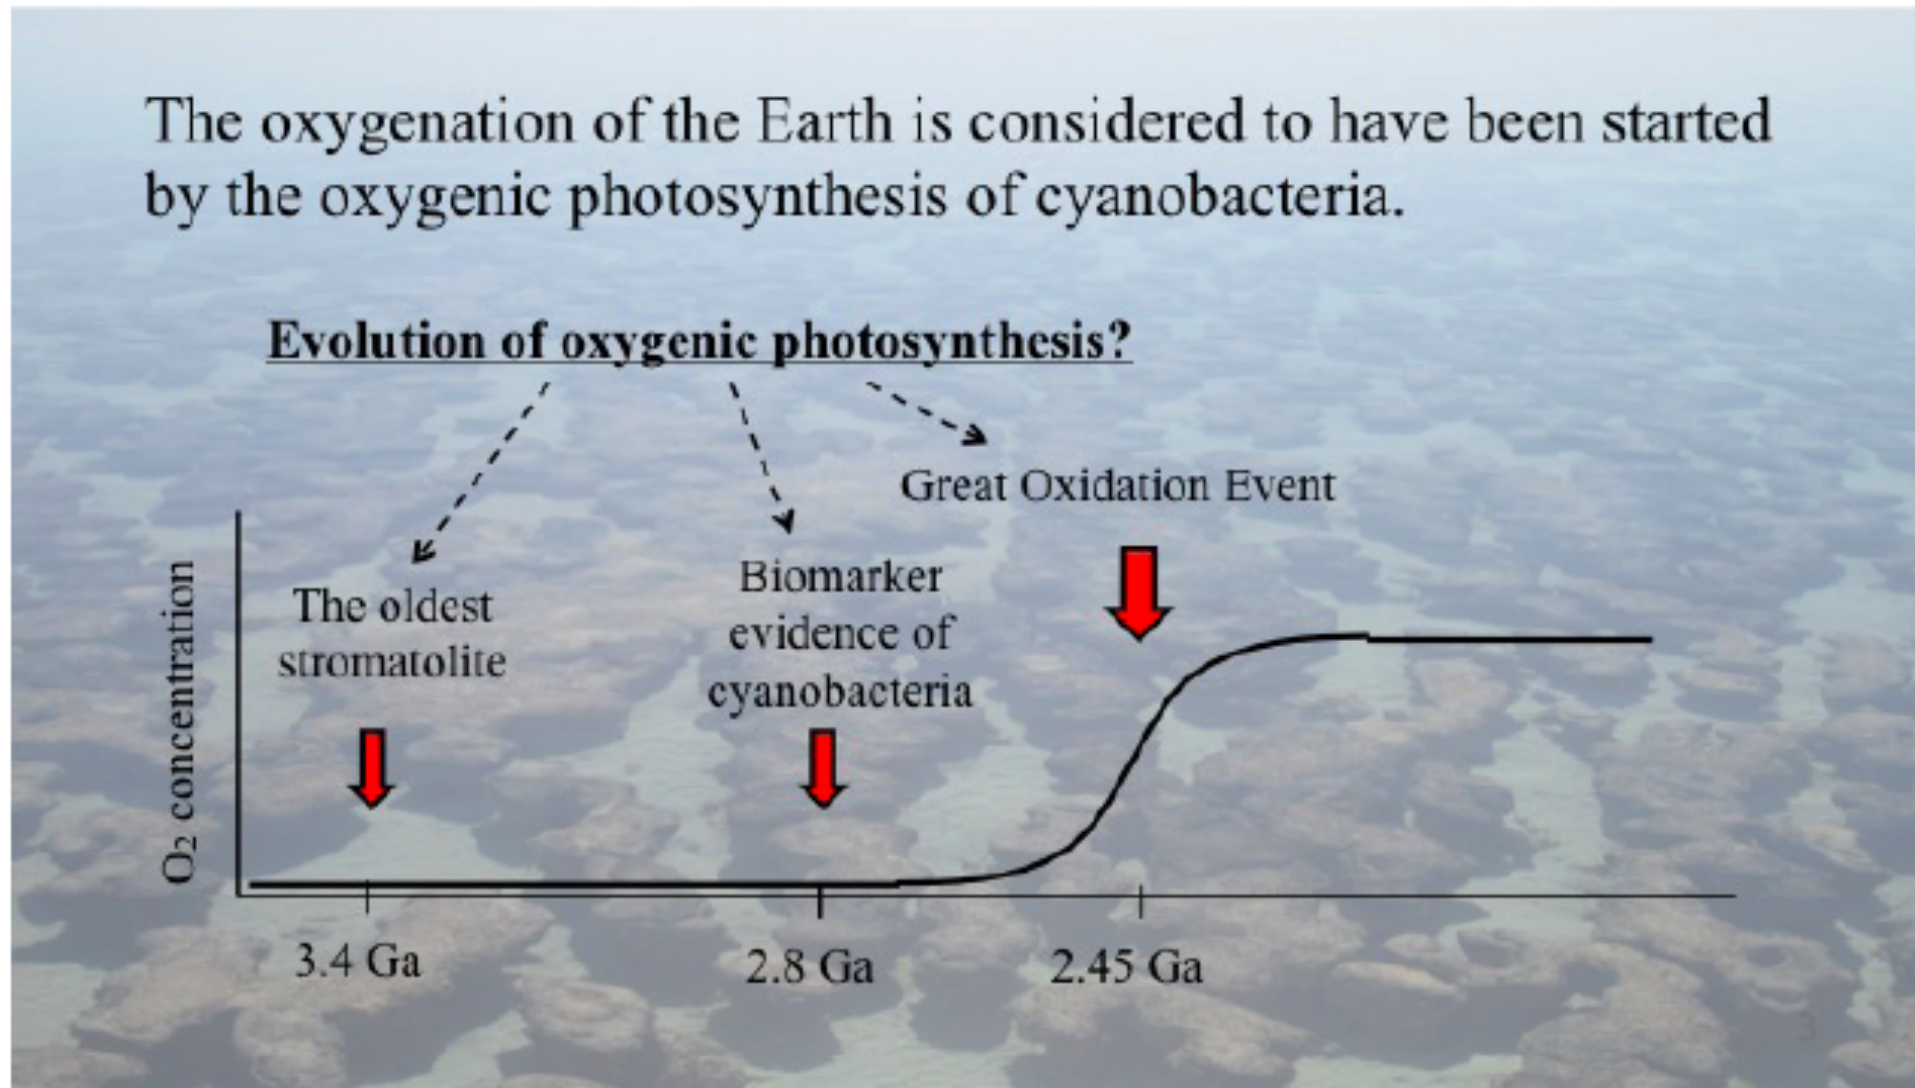 The oxygenation of the Earth is considered to have been started
by the oxygenic photosynthesis of cyanobacteria.
Evolution of oxygenic photosynthesis?
Great Oxidation Event
The oldest
stromatolite
Biomarker
evidence of
cyanobacteria
O₂ concentration
3.4 Ga
2.8 Ga
2.45 Ga
3